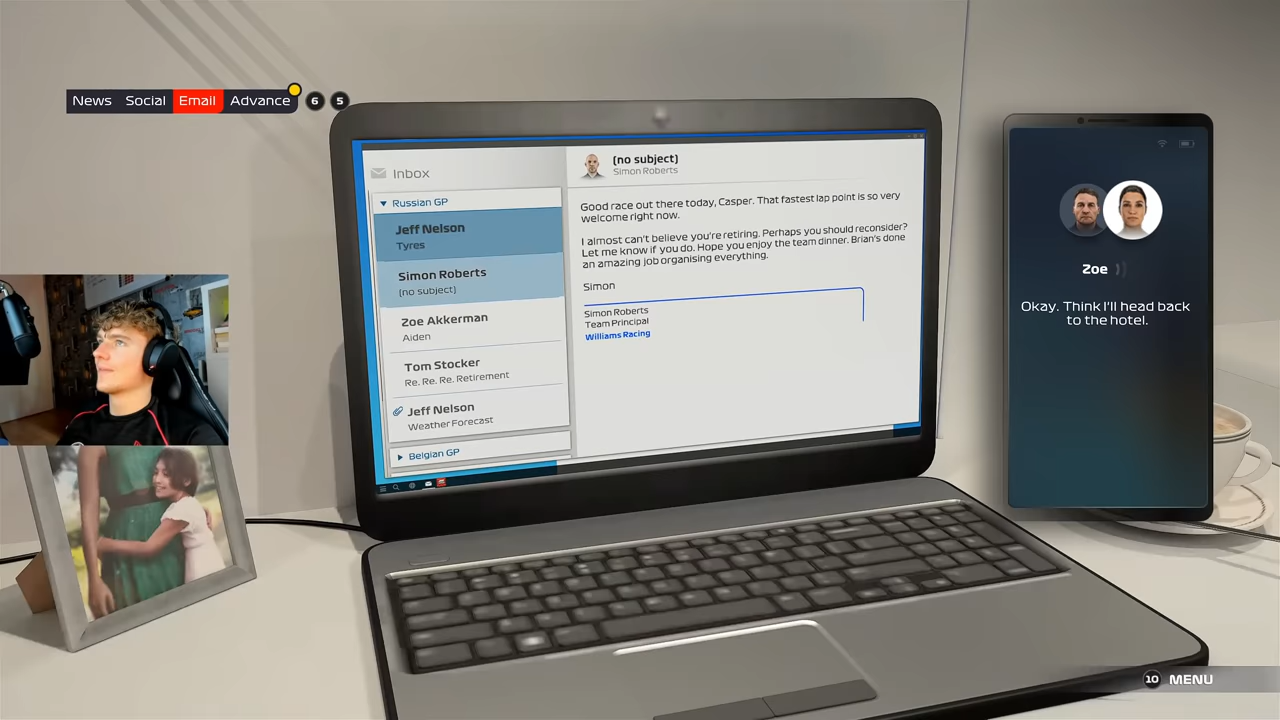 News Social Email Advance 6 5
Inbox
Russian GP
Jeff Nelson
Tyres
Simon Roberts
(no subject)
Zoe Akkerman
Aiden
Tom Stocker
Re. Re. Re. Retirement
Jeff Nelson
Weather Forecast
Belgian GP
(no subject)
Simon Roberts
Good race out there today, Casper. That fastest lap point is so very
welcome right now.
I almost can't believe you're retiring. Perhaps you should reconsider?
Let me know if you do. Hope you enjoy the team dinner. Brian's done
an amazing job organising everything.
Simon
Simon Roberts
Team Principal
Williams Racing
Zoe
Okay. Think I'll head back
to the hotel.
10 MENU